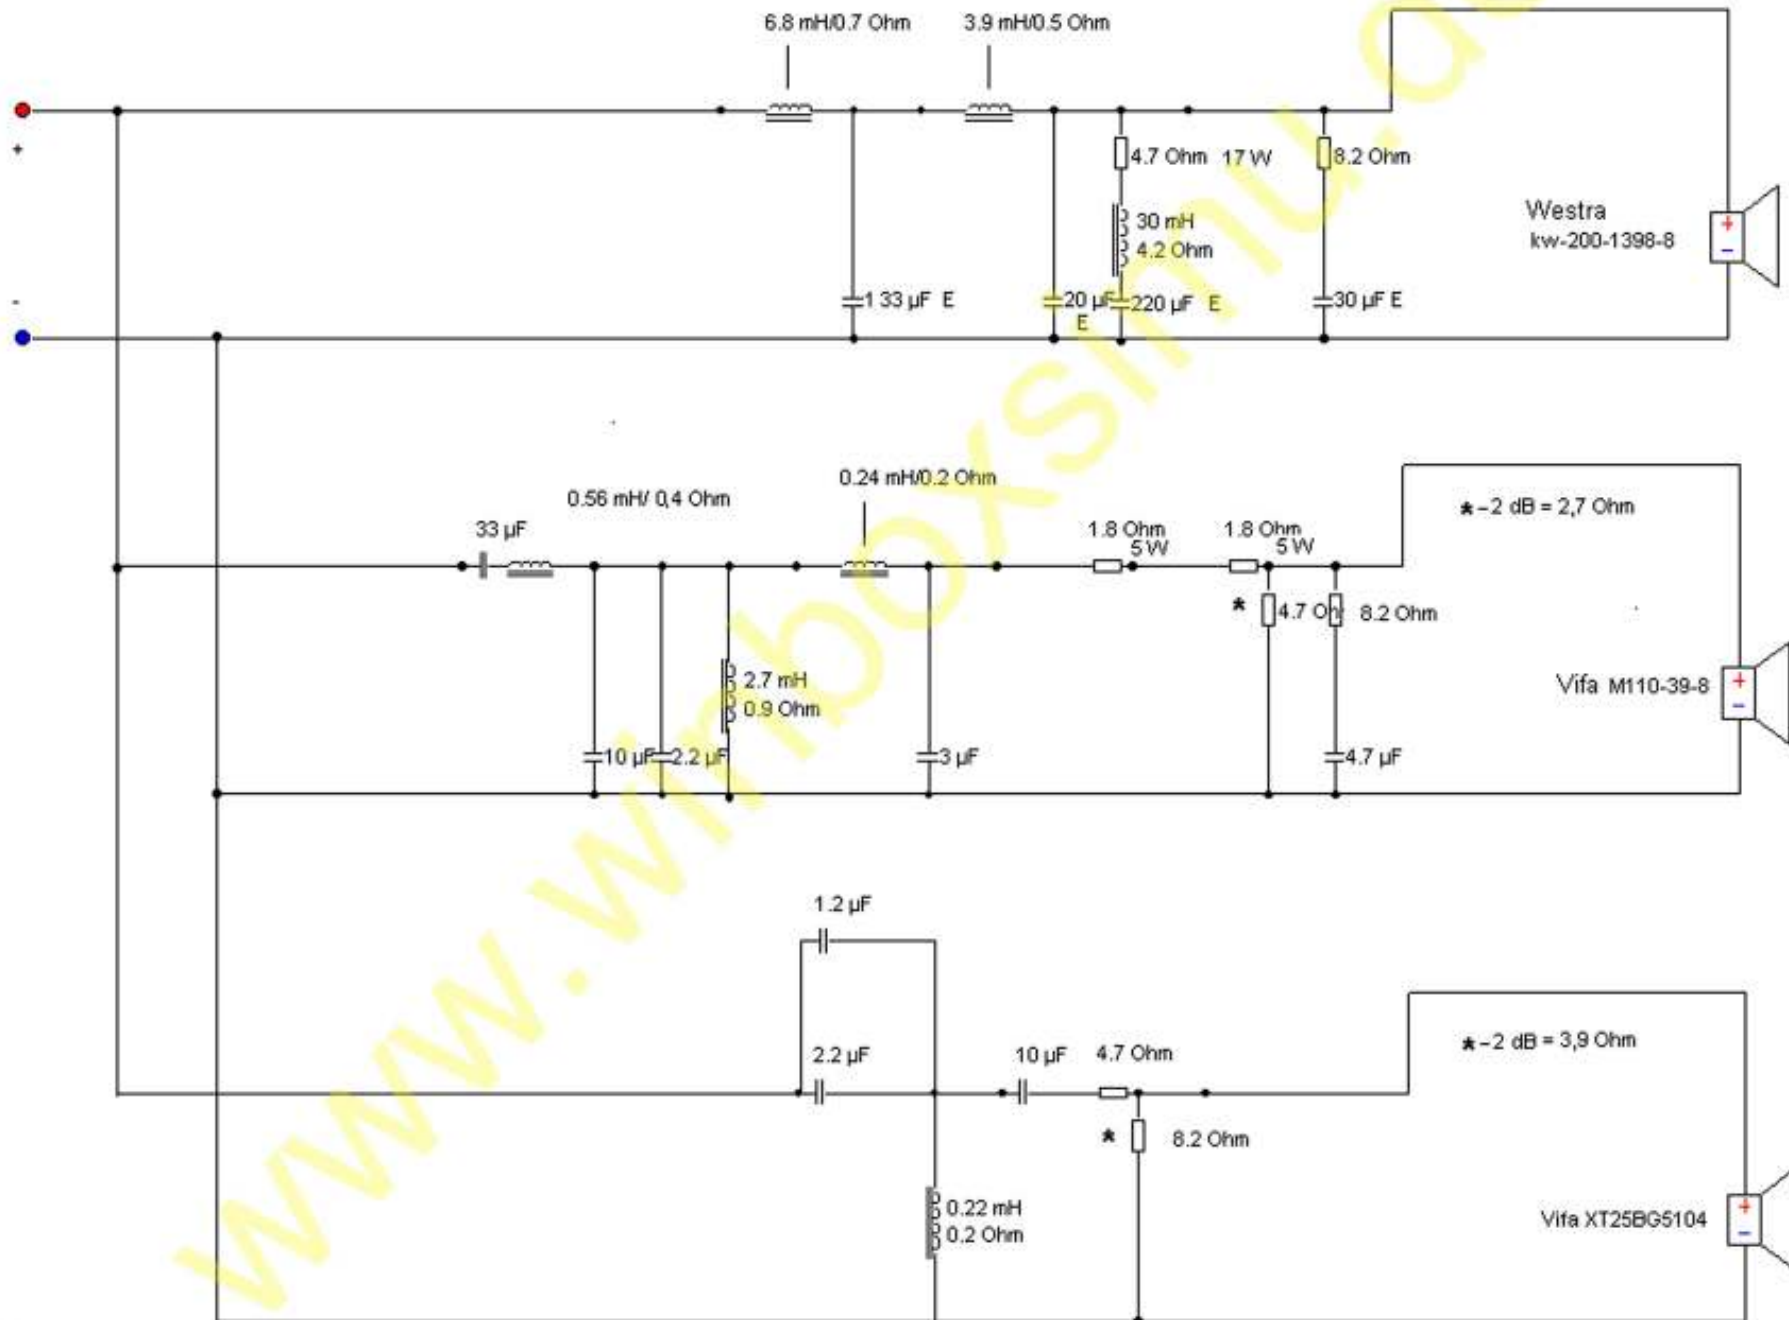 6.8 mH/0.7 Ohm
3.9 mH/0.5 Ohm
+
4.7 Ohm 17 W
8.2 Ohm
Westra
kw-200-1398-8
+
-
30 mH
4.2 Ohm
-
1 33 µF E
20 µF
E
220 µF E
30 µF E
0.56 mH/ 0,4 Ohm
0.24 mH/0.2 Ohm
33 µF
1.8 Ohm
5 W
1.8 Ohm
5 W
* -2 dB = 2,7 Ohm
*
4.7 Oh
8.2 Ohm
2.7 mH
0.9 Ohm
Vifa M110-39-8
+
-
10 µF
2.2 µF
3 µF
4.7 µF
1.2 µF
2.2 µF
10 µF
4.7 Ohm
* -2 dB = 3,9 Ohm
*
8.2 Ohm
0.22 mH
0.2 Ohm
Vifa XT25BG5104
+
-
www.winboxsimu.de